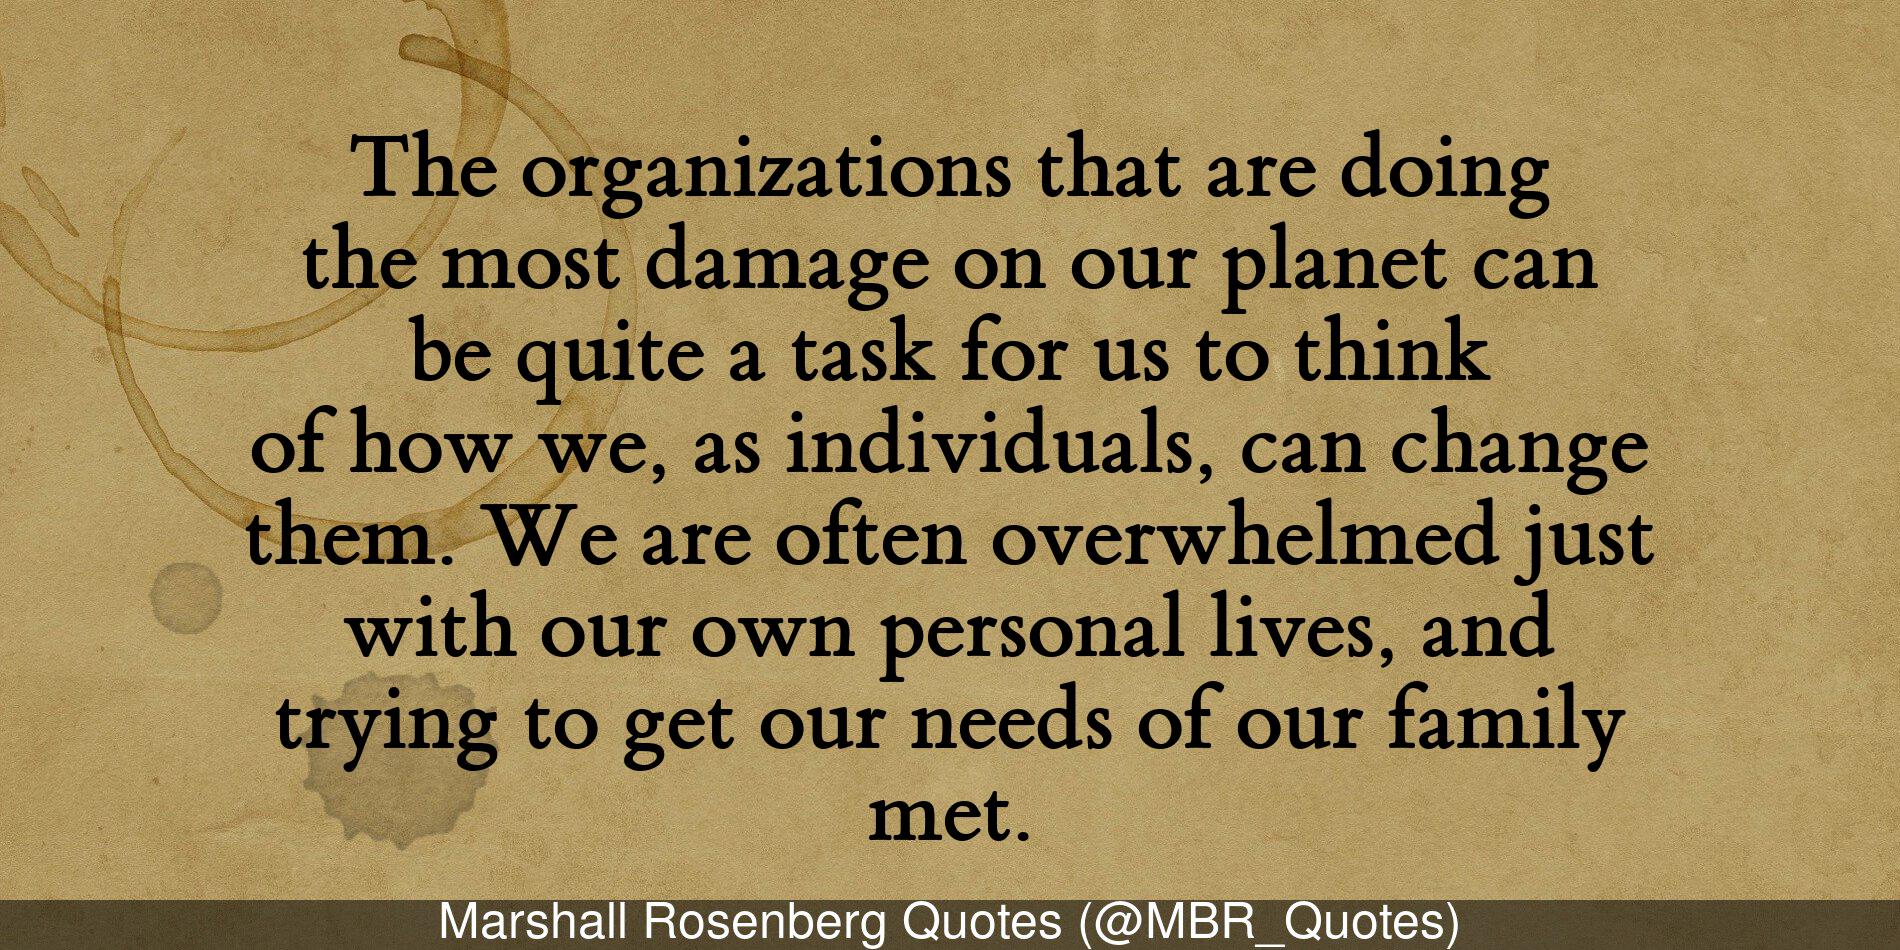 The organizations that are doing
the most damage on our planet can
be quite a task for us to think
of how we, as individuals, can change
them. We are often overwhelmed just
with our own personal lives, and
trying to get our needs of our family
met.
Marshall Rosenberg Quotes (@MBR_Quotes)